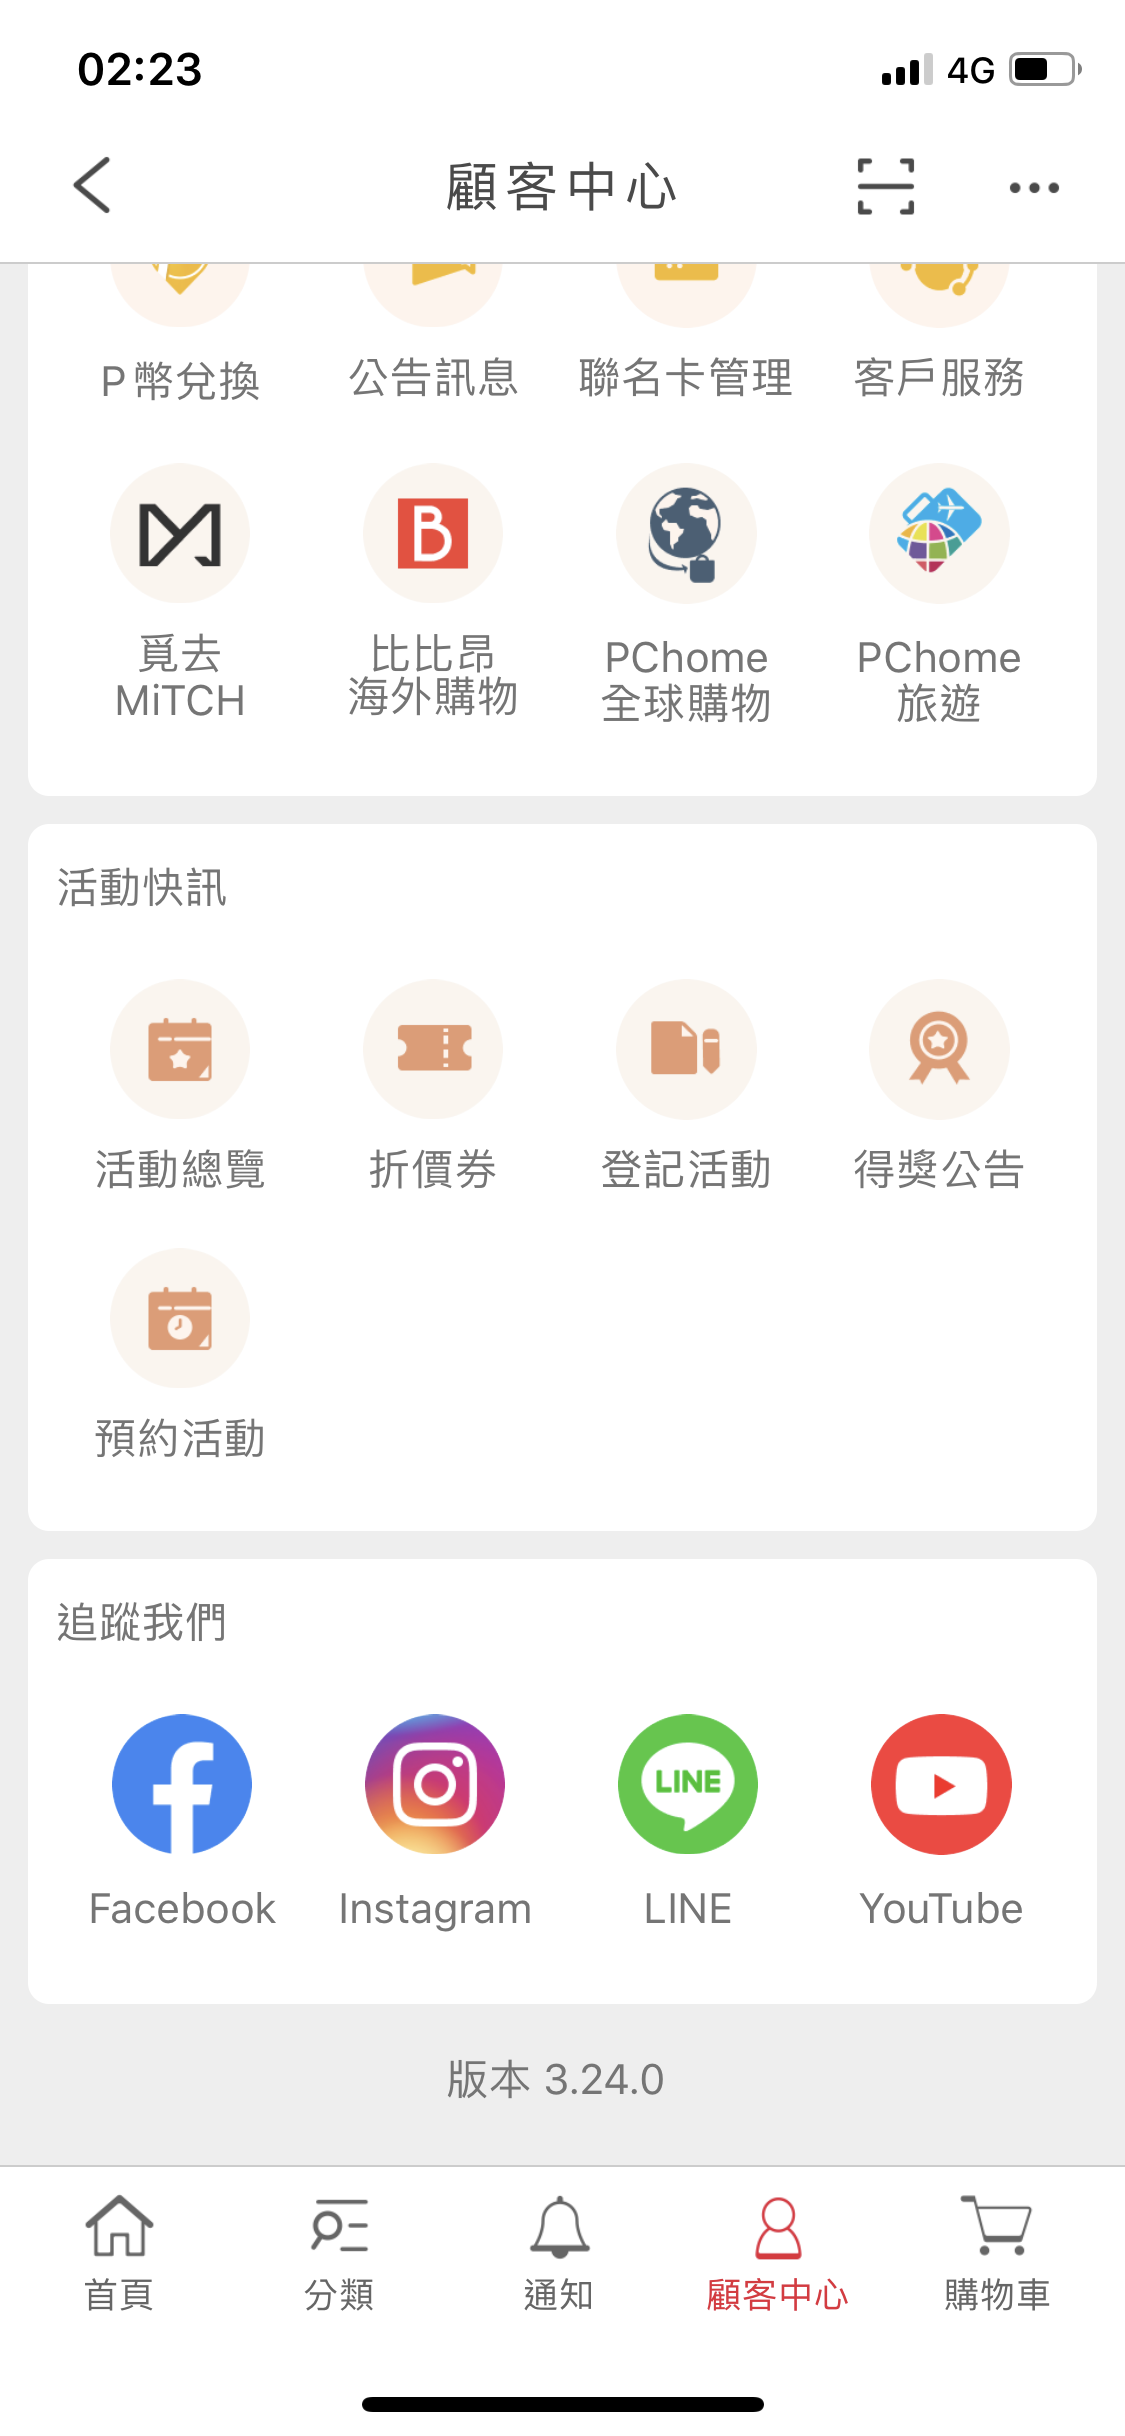 02:23
4G
顧客中心
P幣兌換
公告訊息
聯名卡管理
客戶服務
B
覓去
MiTCH
比比昂
海外購物
PChome
全球購物
PChome
旅遊
活動快訊
活動總覽
折價券
登記活動
得獎公告
預約活動
追蹤我們
LINE
Facebook
Instagram
LINE
YouTube
版本 3.24.0
首頁
分類
通知
顧客中心
購物車